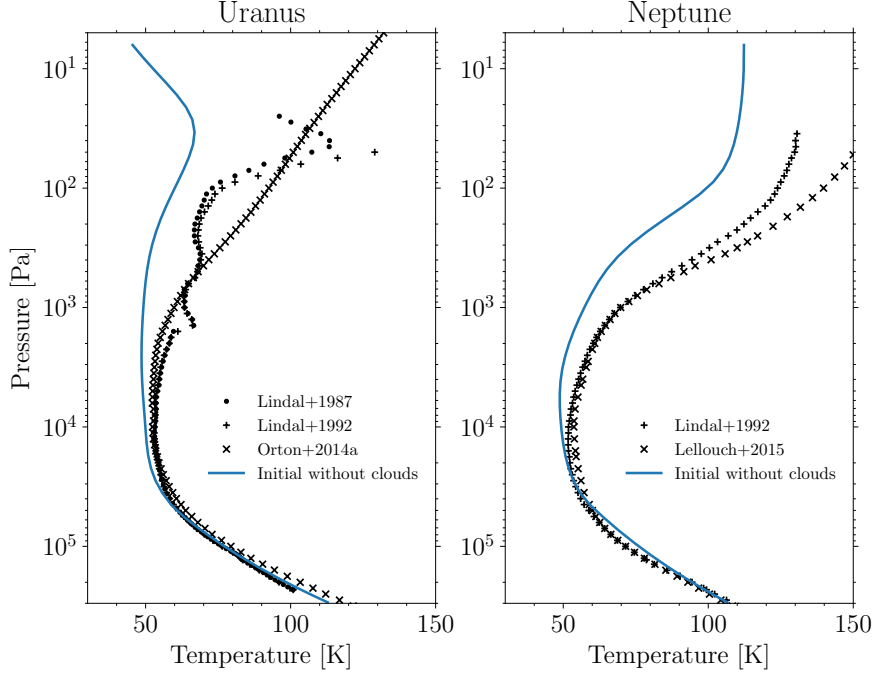 Uranus
Neptune
Pressure [Pa]
10^1
10^2
10^3
10^4
10^5
Lindal+1987
Lindal+1992
Orton+2014a
Initial without clouds
50
100
150
Temperature [K]
10^1
10^2
10^3
10^4
10^5
Lindal+1992
Lellouch+2015
Initial without clouds
50
100
150
Temperature [K]